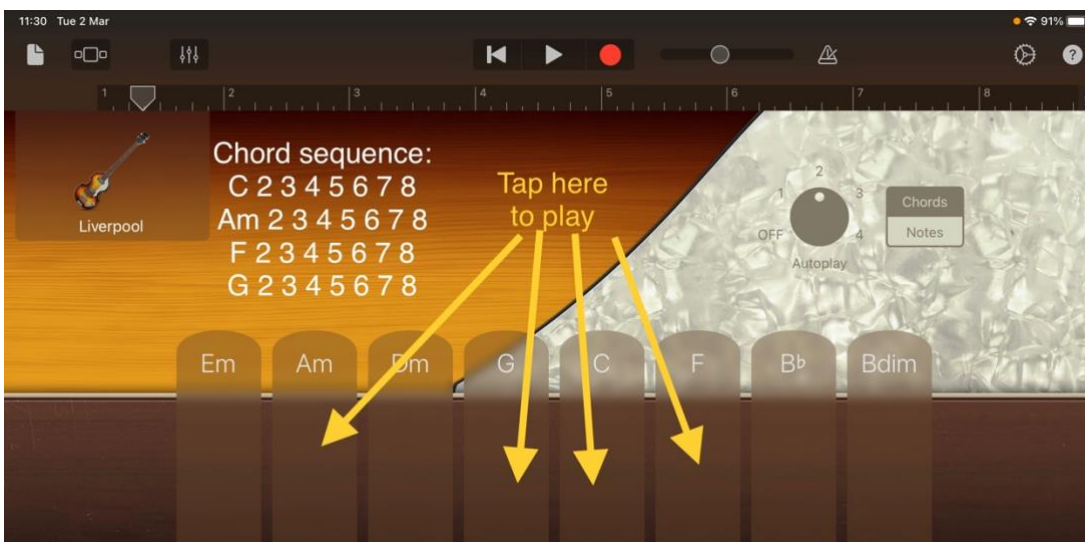 11:30 Tue 2 Mar
91%
?
1 2 3 4 5 6 7 8
Chord sequence:
C 2 3 4 5 6 7 8
Am 2 3 4 5 6 7 8
F 2 3 4 5 6 7 8
G 2 3 4 5 6 7 8
Tap here
to play
Liverpool
OFF 1 2 3 4
Autoplay
Chords
Notes
Em Am Dm G C F B♭ Bdim